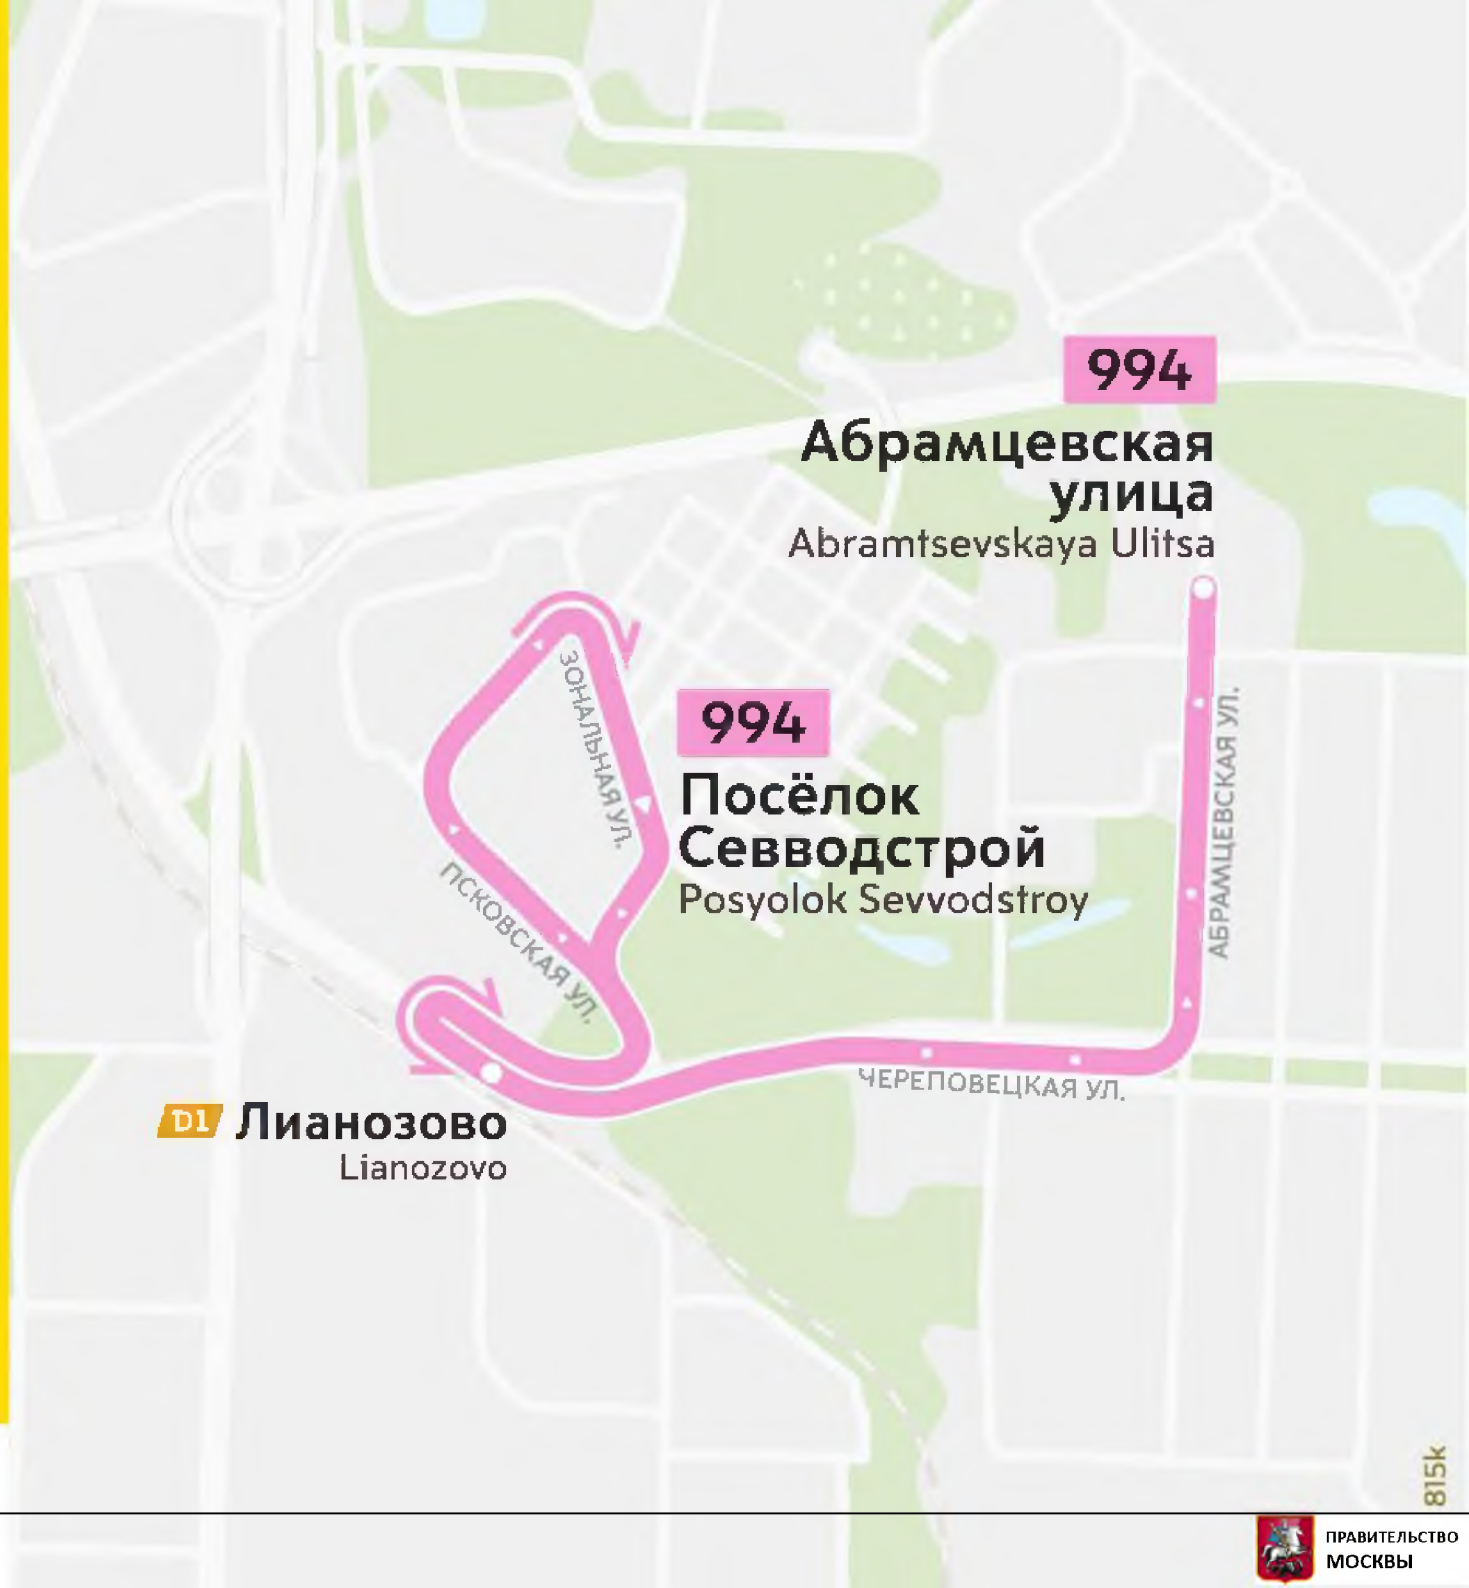 994
Абрамцевская
улица
Abramtsevskaya Ulitsa
ЗОНАЛЬНАЯ УЛ.
994
Посёлок
Севводстрой
Posyolok Sevvodstroy
АБРАМЦЕВСКАЯ УЛ.
ПСКОВСКАЯ УЛ.
ЧЕРЕПОВЕЦКАЯ УЛ.
D1 Лианозово
Lianozovo
815k
ПРАВИТЕЛЬСТВО
МОСКВЫ